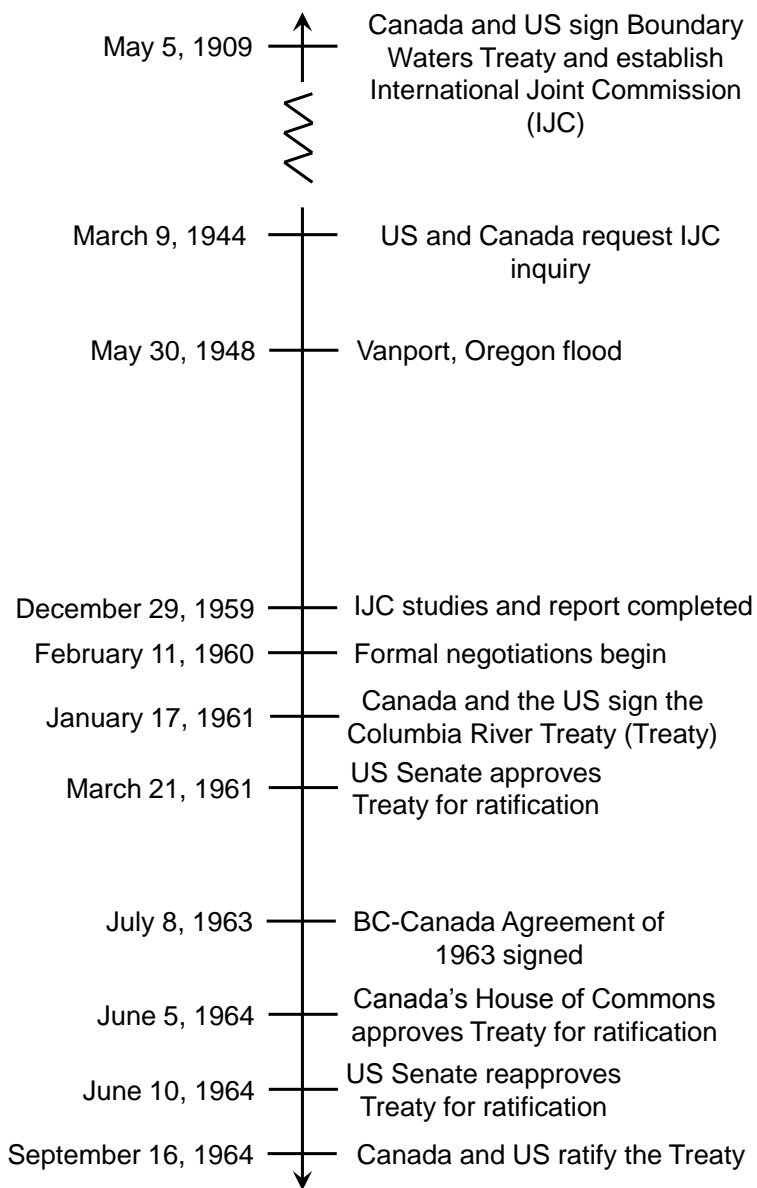 May 5, 1909
Canada and US sign Boundary
Waters Treaty and establish
International Joint Commission
(IJC)
March 9, 1944
US and Canada request IJC
inquiry
May 30, 1948
Vanport, Oregon flood
December 29, 1959
IJC studies and report completed
February 11, 1960
Formal negotiations begin
January 17, 1961
Canada and the US sign the
Columbia River Treaty (Treaty)
March 21, 1961
US Senate approves
Treaty for ratification
July 8, 1963
BC-Canada Agreement of
1963 signed
June 5, 1964
Canada’s House of Commons
approves Treaty for ratification
June 10, 1964
US Senate reapproves
Treaty for ratification
September 16, 1964
Canada and US ratify the Treaty